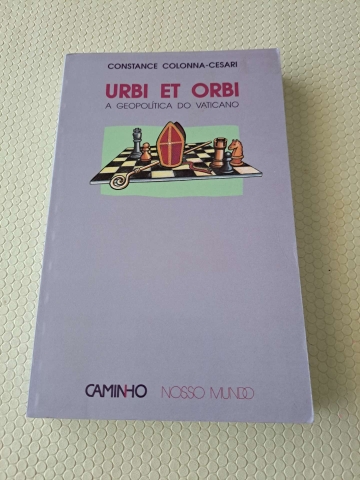 CONSTANCE COLONNA-CESARI
URBI ET ORBI
A GEOPOLÍTICA DO VATICANO
CAMINHO NOSSO MUNDO